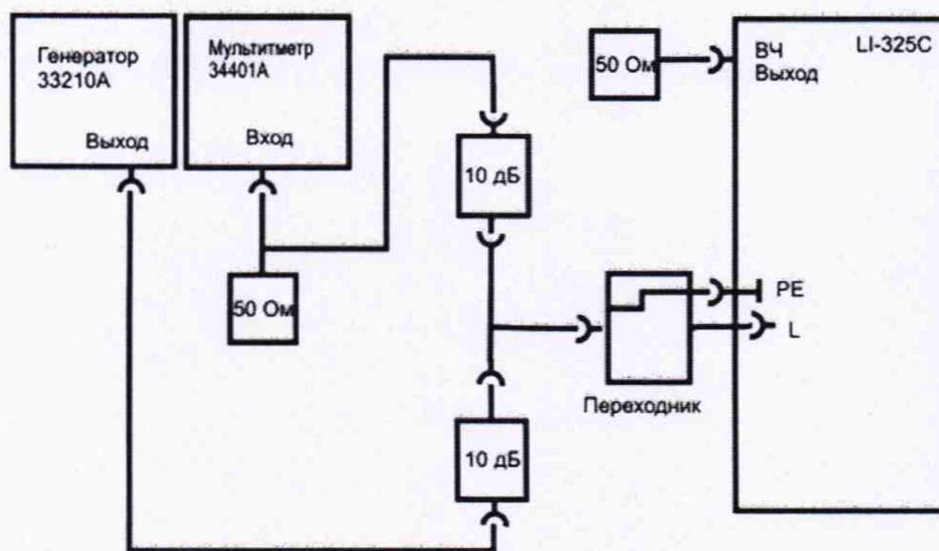 Генератор
33210A
Выход
Мультитметр
34401A
Вход
50 Ом
10 дБ
50 Ом
ВЧ
Выход
LI-325C
PE
L
Переходник
10 дБ